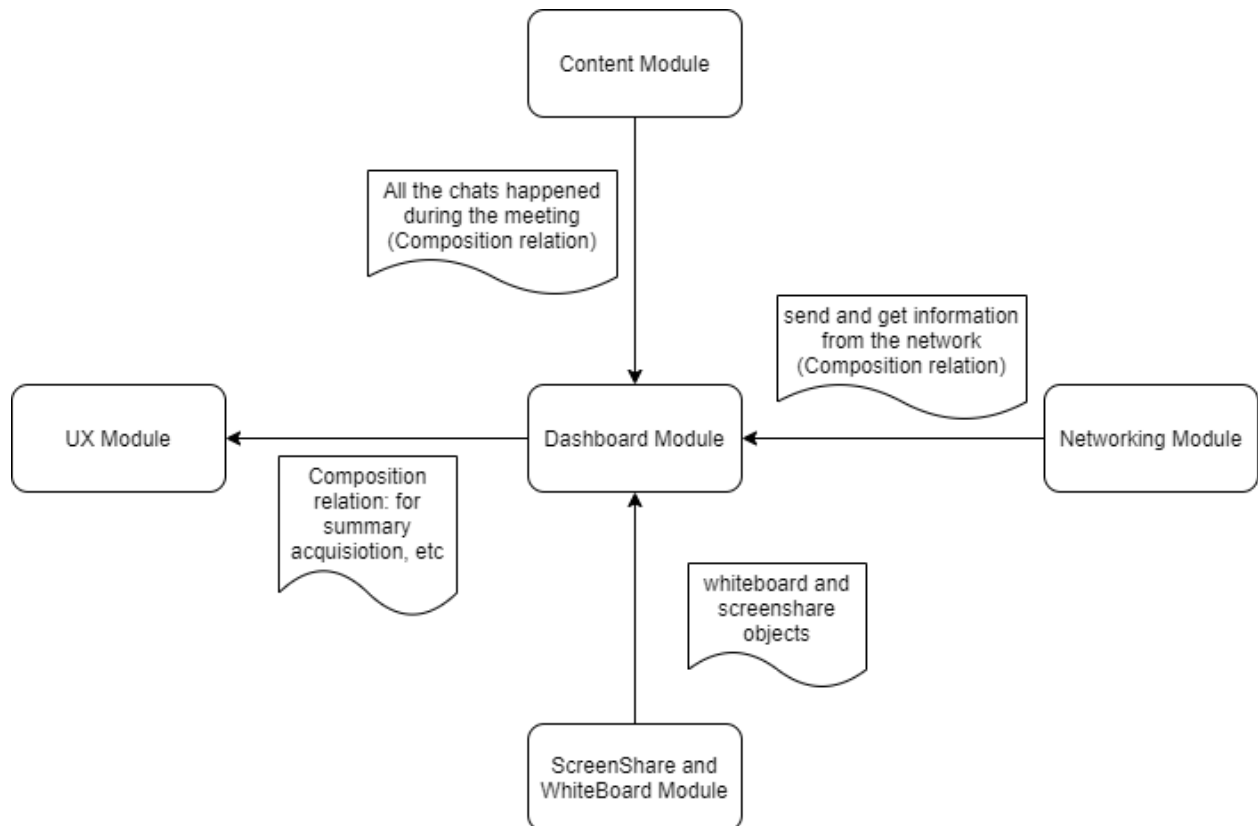 Content Module
All the chats happened
during the meeting
(Composition relation)
send and get information
from the network
(Composition relation)
UX Module
Dashboard Module
Networking Module
Composition
relation: for
summary
acquisiotion, etc
whiteboard and
screenshare
objects
ScreenShare and
WhiteBoard Module